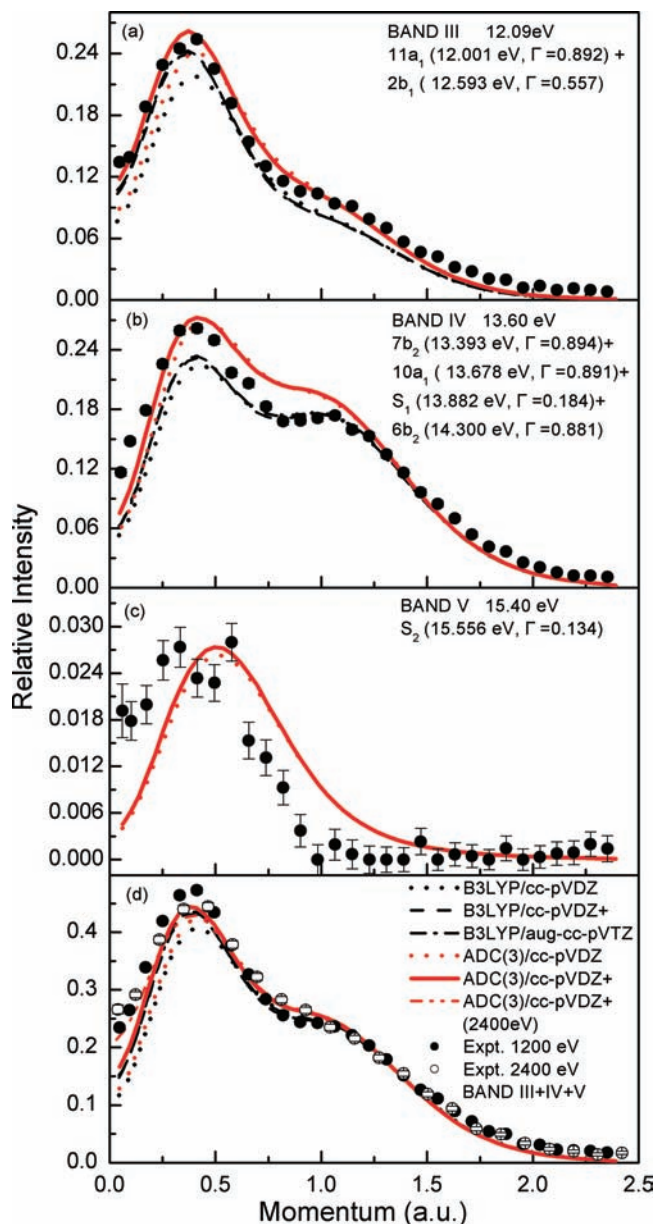 (a) BAND III 12.09eV
11a₁ (12.001 eV, Γ=0.892) +
2b₁ ( 12.593 eV, Γ=0.557)
0.24
0.18
0.12
0.06
0.00
(b) BAND IV 13.60 eV
7b₂ (13.393 eV, Γ=0.894)+
10a₁ ( 13.678 eV, Γ=0.891)+
S₁ (13.882 eV, Γ=0.184)+
6b₂ (14.300 eV, Γ=0.881)
0.24
0.18
0.12
0.06
0.00
Relative Intensity
(c) BAND V 15.40 eV
S₂ (15.556 eV, Γ=0.134)
0.030
0.024
0.018
0.012
0.006
0.000
(d)
B3LYP/cc-pVDZ
B3LYP/cc-pVDZ+
B3LYP/aug-cc-pVTZ
ADC(3)/cc-pVDZ
ADC(3)/cc-pVDZ+
ADC(3)/cc-pVDZ+
(2400eV)
Expt. 1200 eV
Expt. 2400 eV
BAND III+IV+V
0.4
0.3
0.2
0.1
0.0
0.0 0.5 1.0 1.5 2.0 2.5
Momentum (a.u.)